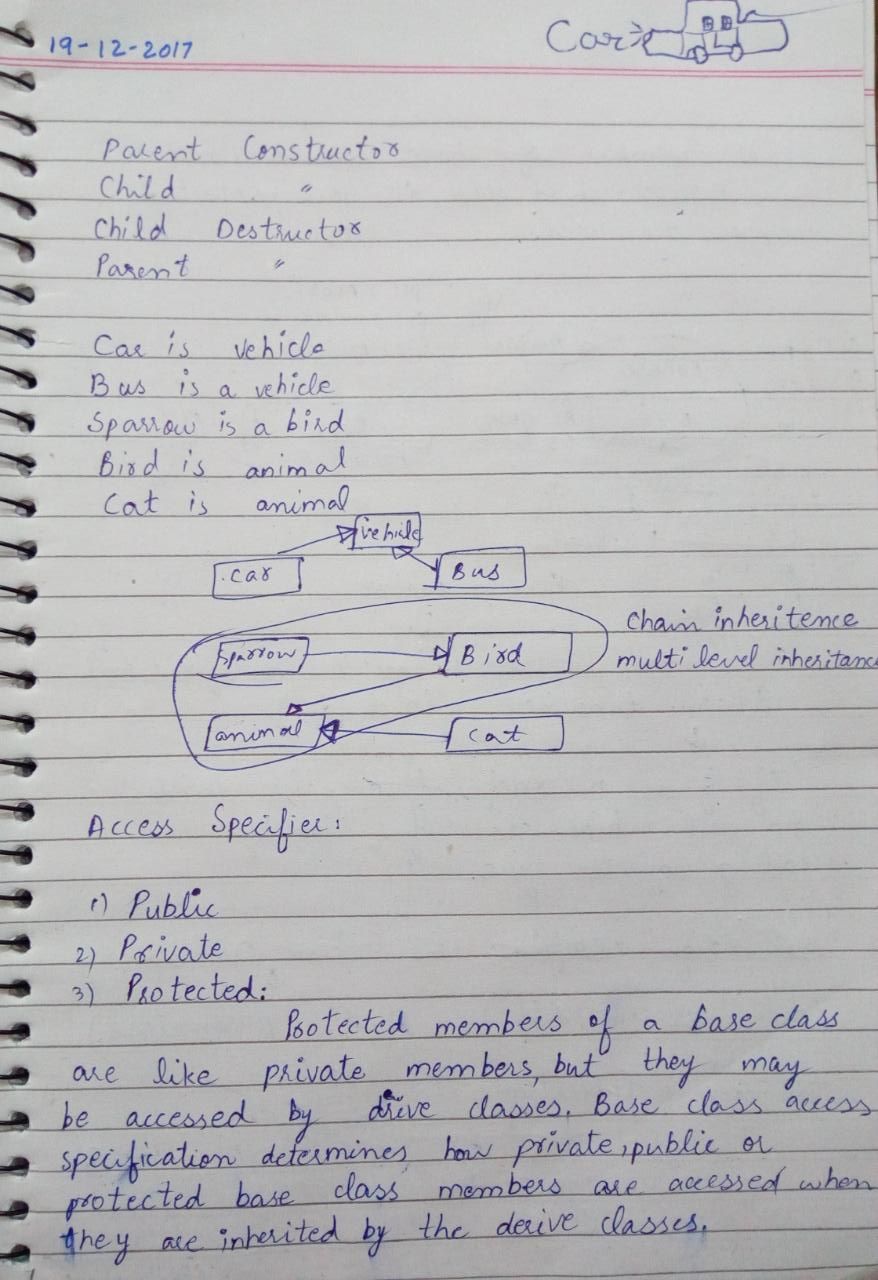 19-12-2017
Car
Parent Constructor
Child "
Child Destructor
Parent "
Car is vehicle
Bus is a vehicle
Sparrow is a bird
Bird is animal
Cat is animal
vehicle
Car
Bus
Sparrow
Bird
Chain inheritence
multi level inheritanc
animal
Cat
Access Specifier:
1) Public
2) Private
3) Protected:
Protected members of a base class
are like private members, but they may
be accessed by drive classes. Base class access
specification determines how private, public or
protected base class members are accessed when
they are inherited by the derive classes.